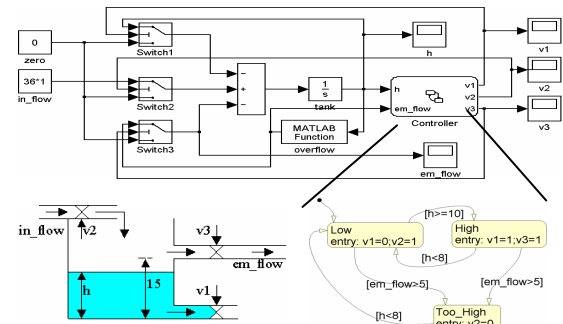 0
zero
36*1
in_flow
Switch1
Switch2
Switch3
−
+
−
1
s
tank
MATLAB
Function
overflow
h
h
em_flow
v1
v2
v3
Controller
em_flow
v1
v2
v3
in_flow
v2
v3
em_flow
h
15
v1
Low
entry: v1=0;v2=1
[h>=10]
High
entry: v1=1;v3=1
[h<8]
[em_flow>5]
[em_flow>5]
[h<8]
Too_High
entry: v2=0